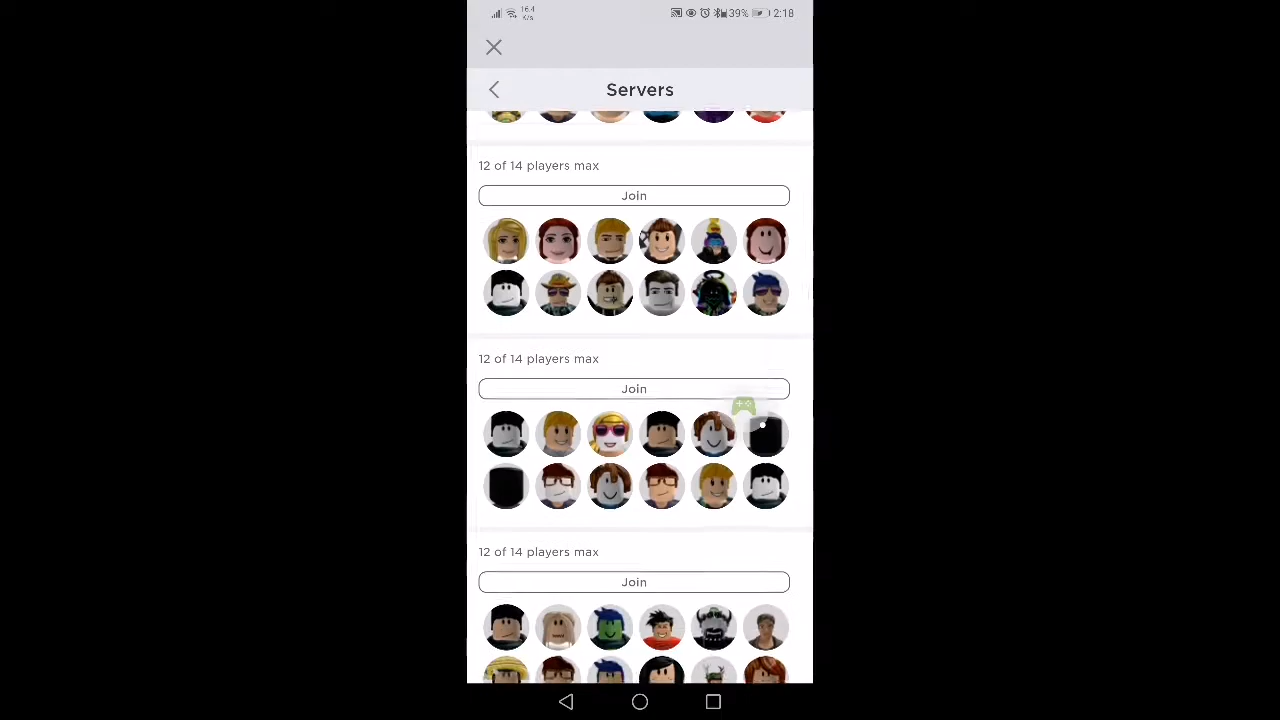 16.4
K/s
39% 2:18
Servers
12 of 14 players max
Join
12 of 14 players max
Join
12 of 14 players max
Join